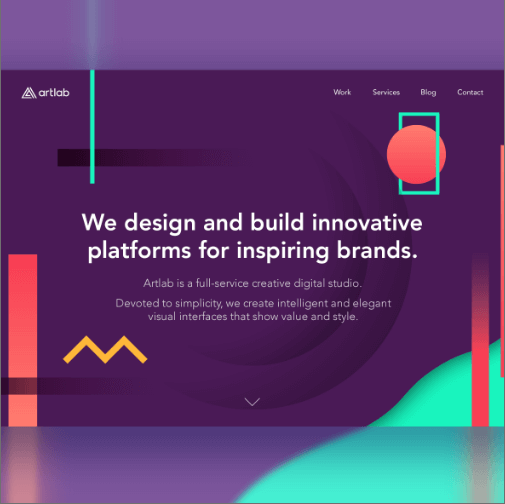 artlab
Work Services Blog Contact
We design and build innovative
platforms for inspiring brands.
Artlab is a full-service creative digital studio.
Devoted to simplicity, we create intelligent and elegant
visual interfaces that show value and style.